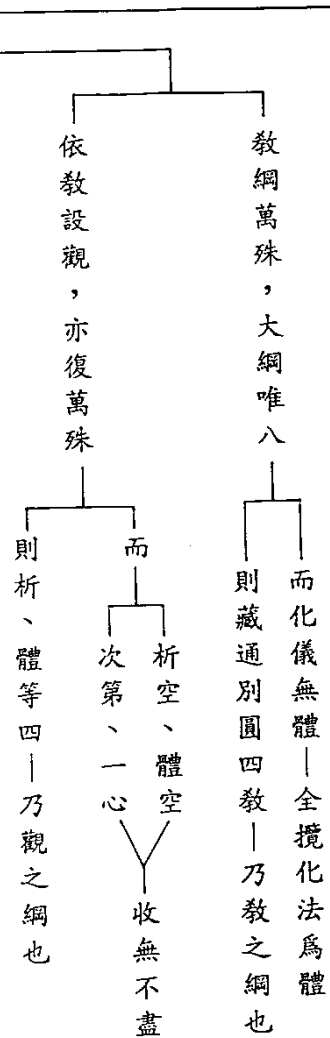 教綱萬殊，大綱唯八
而化儀無體—全攬化法爲體
則藏通別圓四教—乃教之綱也
依教設觀，亦復萬殊
而
析空、體空
次第、一心
收無不盡
則析、體等四—乃觀之綱也